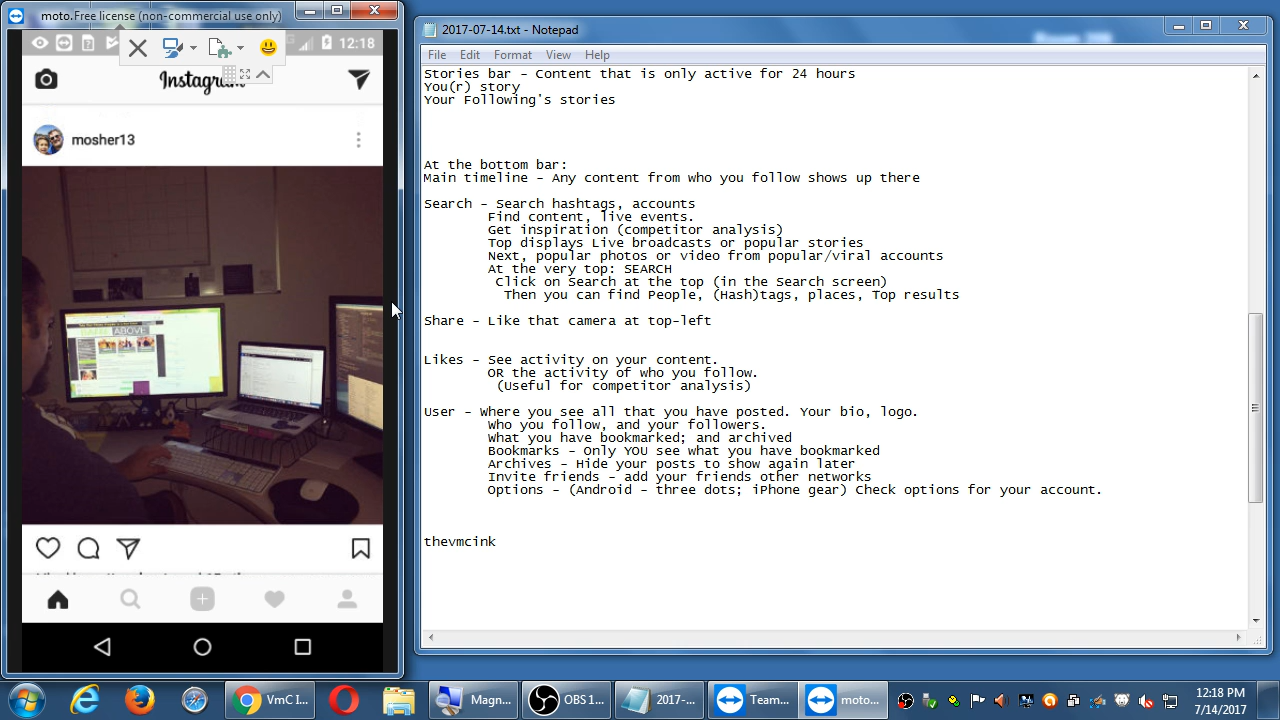 moto.Free license (non-commercial use only)
12:18
Instagram
mosher13
2017-07-14.txt - Notepad
File Edit Format View Help
Stories bar - Content that is only active for 24 hours
You(r) story
Your Following's stories
At the bottom bar:
Main timeline - Any content from who you follow shows up there
Search - Search hashtags, accounts
Find content, live events.
Get inspiration (competitor analysis)
Top displays Live broadcasts or popular stories
Next, popular photos or video from popular/viral accounts
At the very top: SEARCH
Click on Search at the top (in the Search screen)
Then you can find People, (Hash)tags, places, Top results
Share - Like that camera at top-left
Likes - See activity on your content.
OR the activity of who you follow.
(Useful for competitor analysis)
User - Where you see all that you have posted. Your bio, logo.
Who you follow, and your followers.
What you have bookmarked; and archived
Bookmarks - Only YOU see what you have bookmarked
Archives - Hide your posts to show again later
Invite friends - add your friends other networks
Options - (Android - three dots; iPhone gear) Check options for your account.
thevmcink
VmC I...
Magn...
OBS 1...
2017-...
Team...
moto...
12:18 PM
7/14/2017